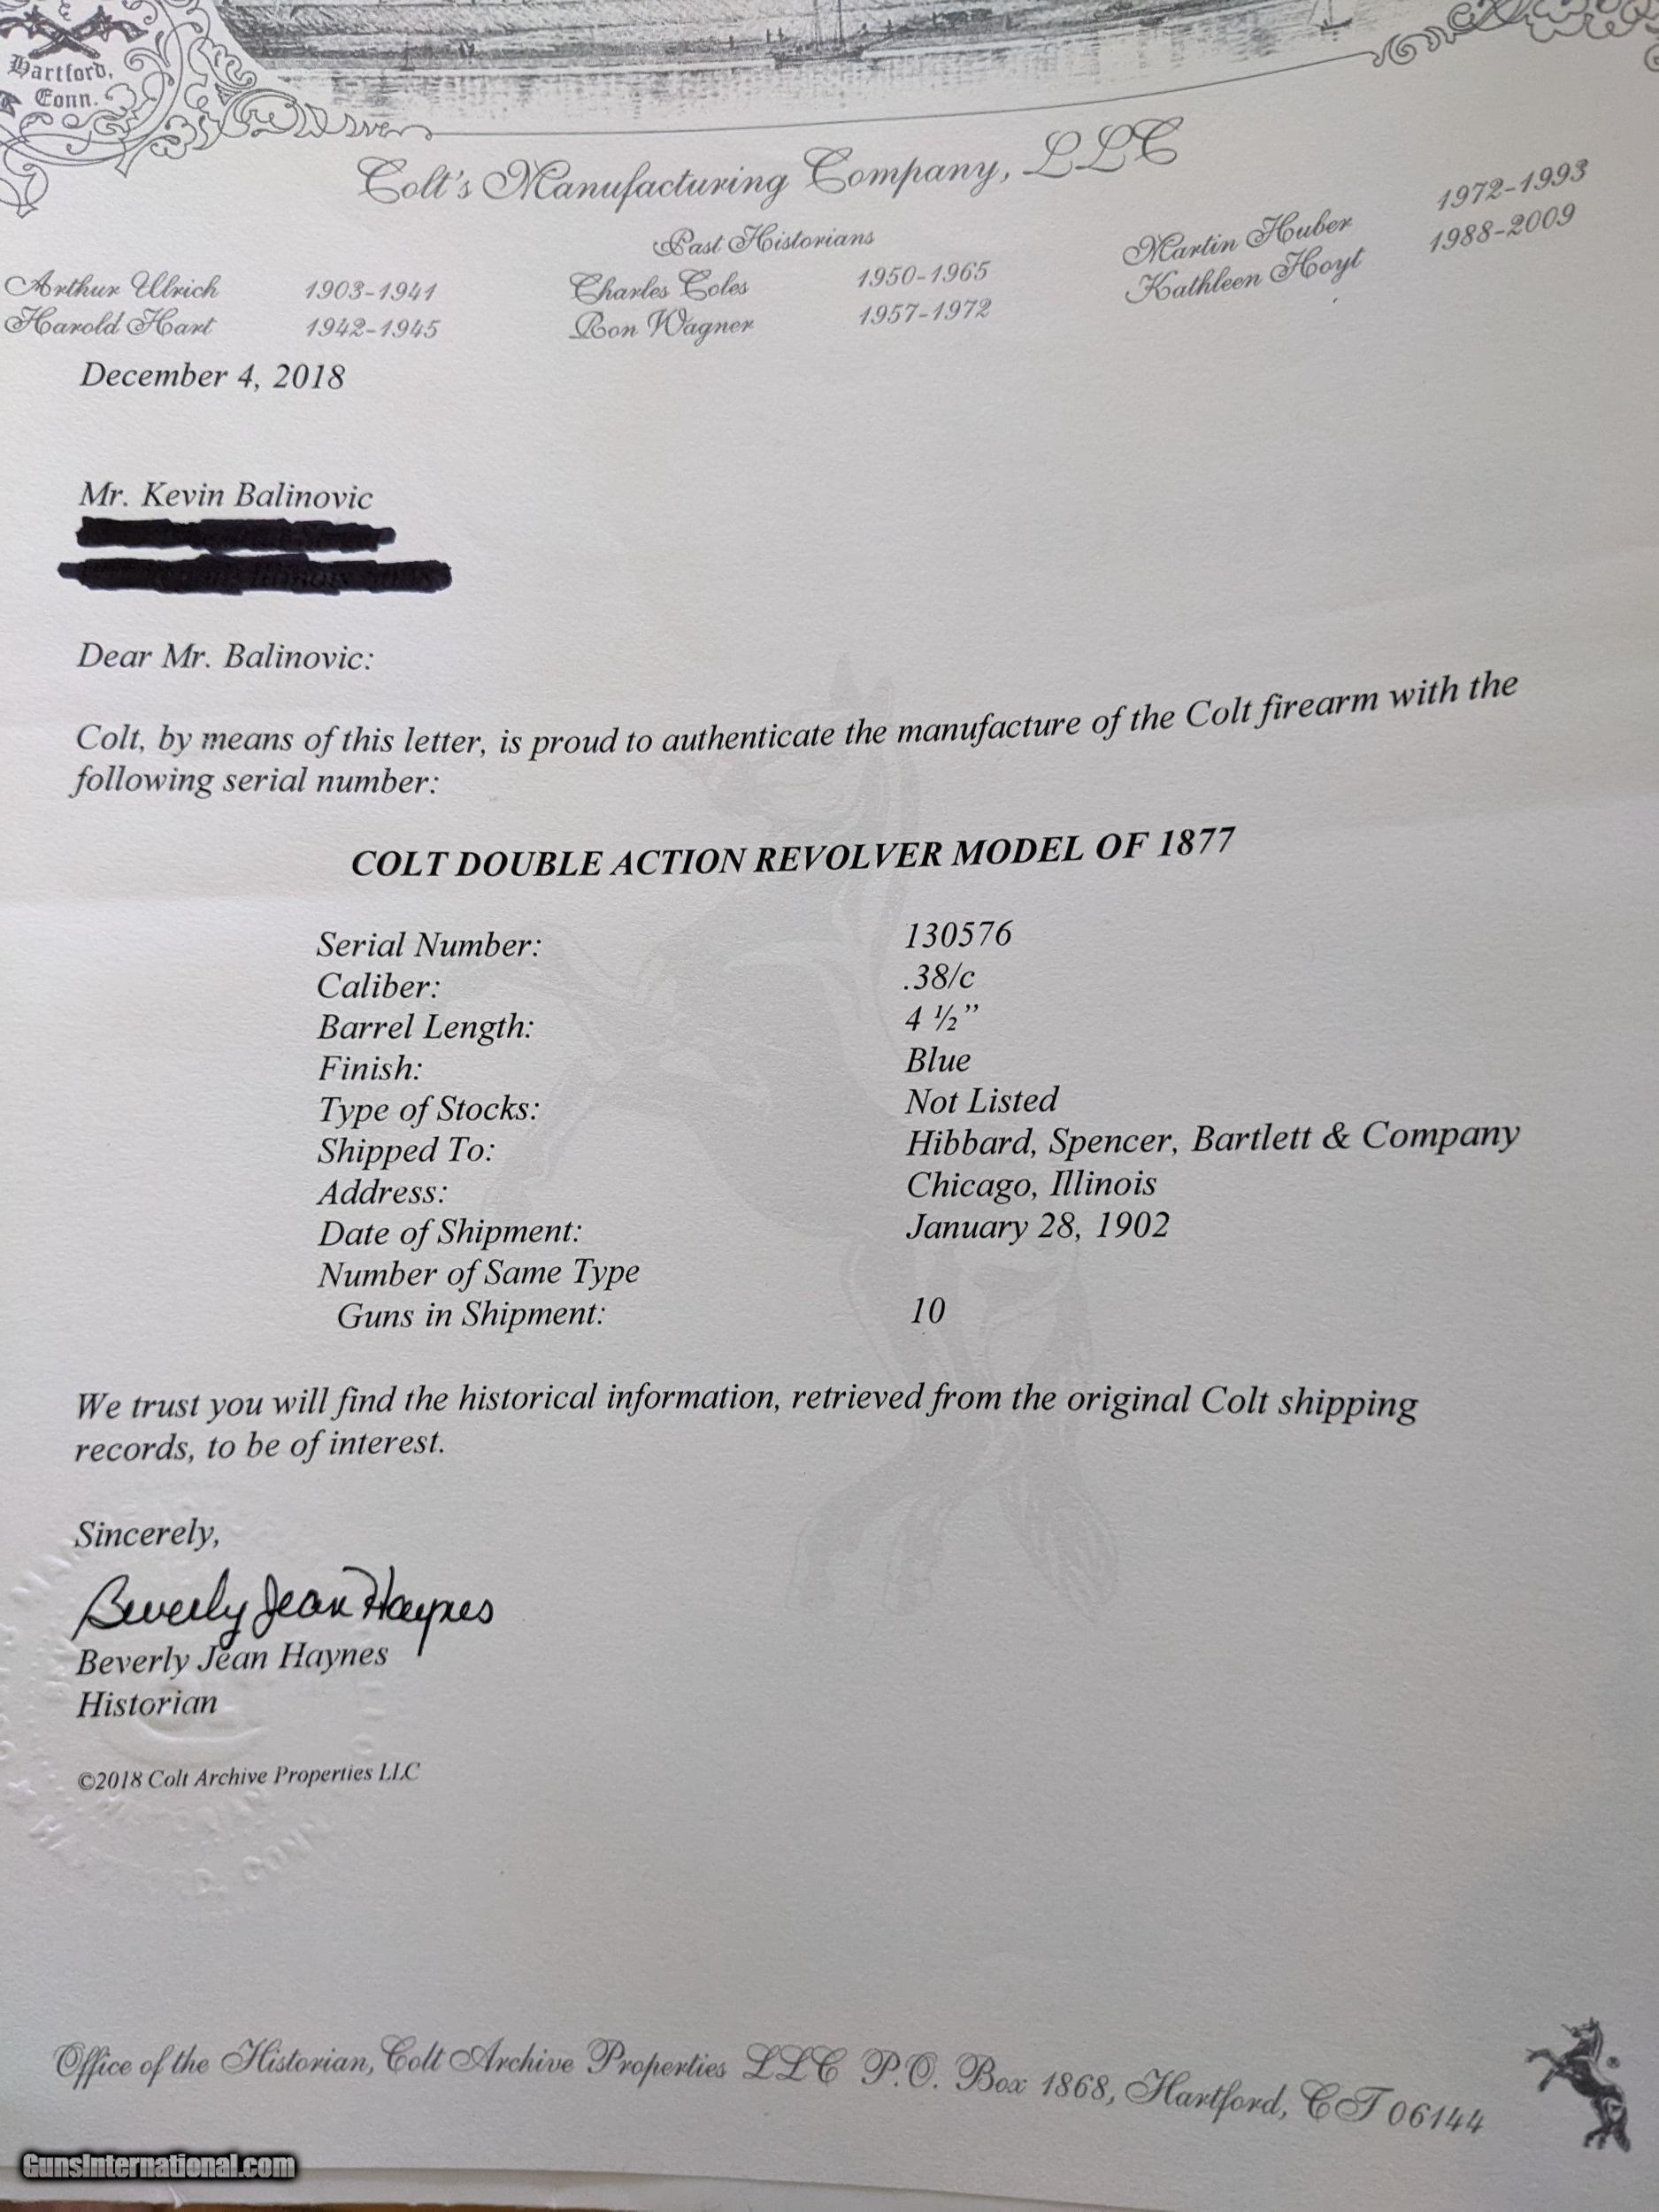 Hartford,
Conn.
Colt's Manufacturing Company, LLC
Past Historians
Arthur Ulrich 1903-1941 Charles Coles 1950-1965 Martin Huber 1972-1993
Harold Hart 1942-1945 Ron Wagner 1957-1972 Kathleen Hoyt 1988-2009
December 4, 2018
Mr. Kevin Balinovic
Dear Mr. Balinovic:
Colt, by means of this letter, is proud to authenticate the manufacture of the Colt firearm with the
following serial number:
COLT DOUBLE ACTION REVOLVER MODEL OF 1877
Serial Number: 130576
Caliber: .38/c
Barrel Length: 4 ½”
Finish: Blue
Type of Stocks: Not Listed
Shipped To: Hibbard, Spencer, Bartlett & Company
Address: Chicago, Illinois
Date of Shipment: January 28, 1902
Number of Same Type
Guns in Shipment: 10
We trust you will find the historical information, retrieved from the original Colt shipping
records, to be of interest.
Sincerely,
Beverly Jean Haynes
Beverly Jean Haynes
Historian
©2018 Colt Archive Properties LLC
Office of the Historian, Colt Archive Properties LLC P.O. Box 1868, Hartford, CT 06144
GunsInternational.com